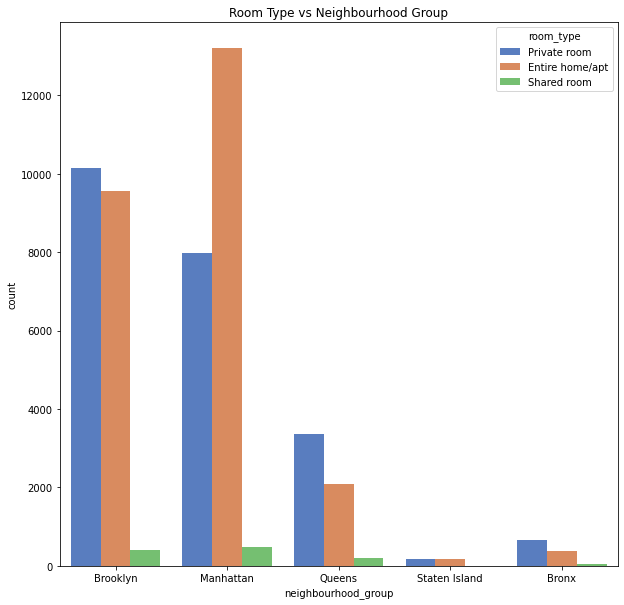 Room Type vs Neighbourhood Group
room_type
Private room
Entire home/apt
Shared room
12000
10000
8000
6000
4000
2000
0
count
Brooklyn Manhattan Queens Staten Island Bronx
neighbourhood_group